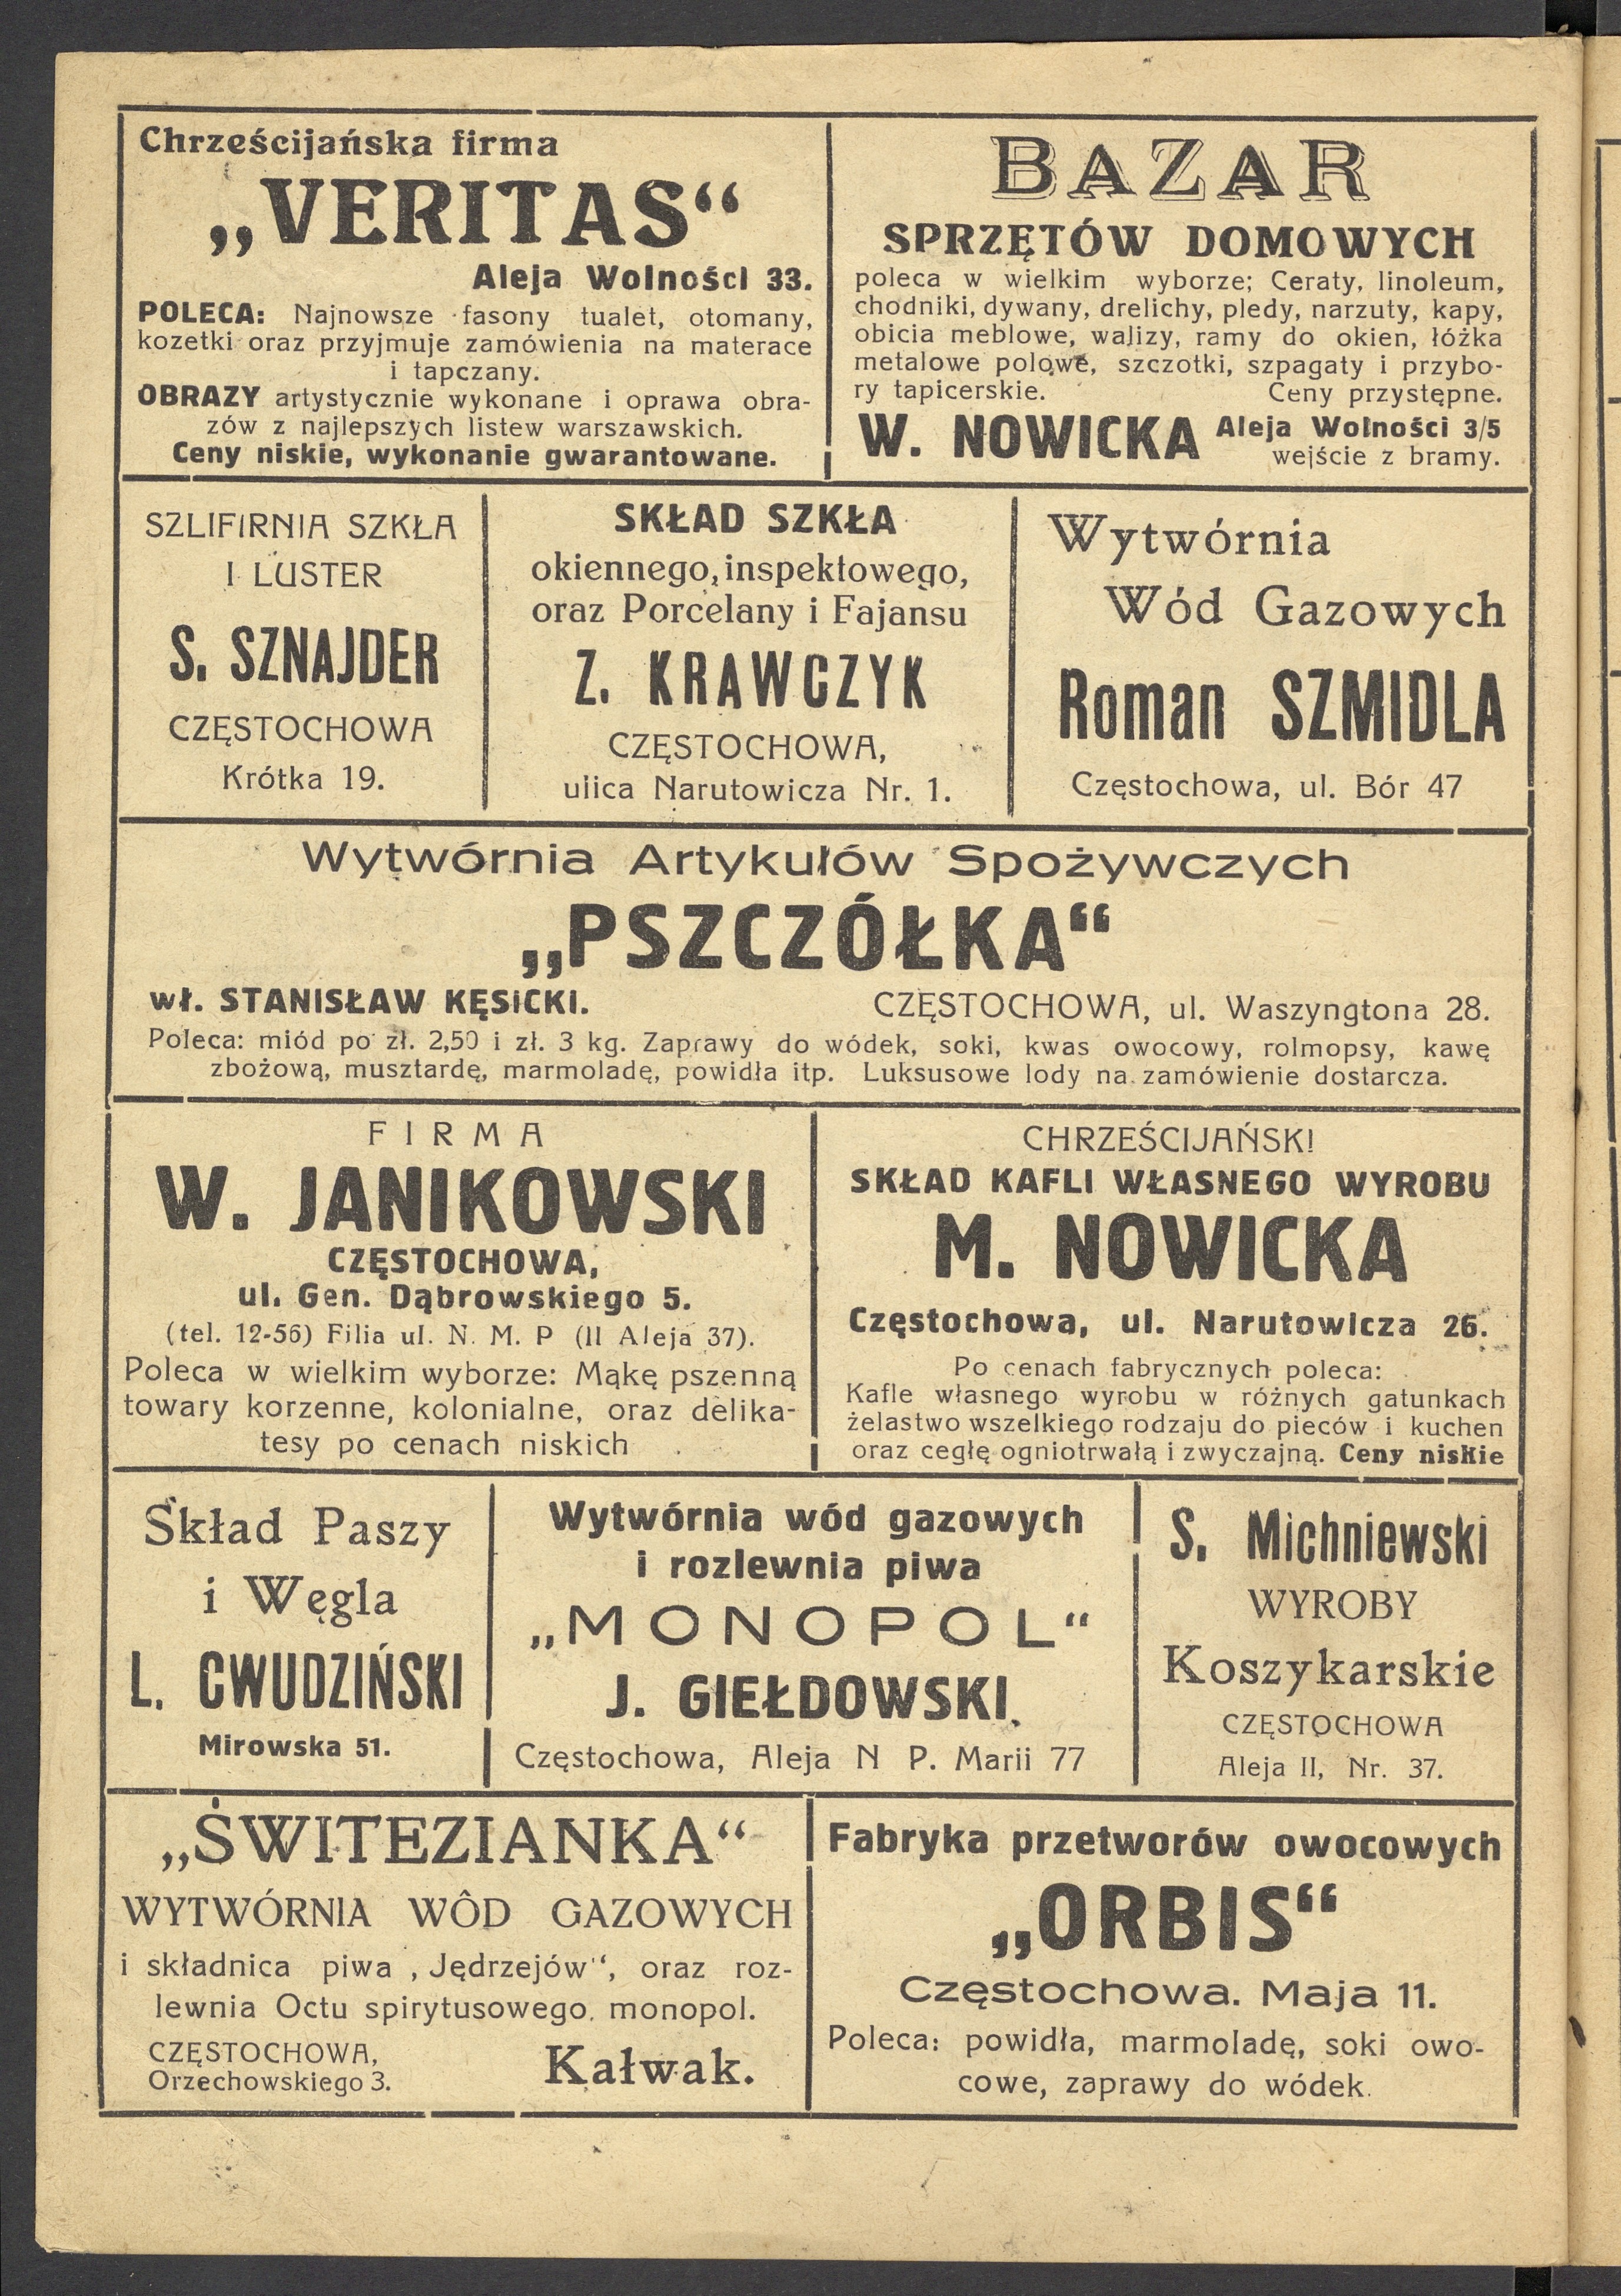 Chrześcijańska firma
„VERITAS“
Aleja Wolności 33.
POLECA: Najnowsze fasony tualet, otomany,
kozetki oraz przyjmuje zamówienia na materace
i tapczany.
OBRAZY artystycznie wykonane i oprawa obra-
zów z najlepszych listew warszawskich.
Ceny niskie, wykonanie gwarantowane.
BAZAR
SPRZĘTÓW DOMOWYCH
poleca w wielkim wyborze; Ceraty, linoleum,
chodniki, dywany, drelichy, pledy, narzuty, kapy,
obicia meblowe, walizy, ramy do okien, łóżka
metalowe polowe, szczotki, szpagaty i przybo-
ry tapicerskie. Ceny przystępne.
W. NOWICKA Aleja Wolności 3/5
wejście z bramy.
SZLIFIRNIA SZKŁA
I LUSTER
S. SZNAJDER
CZĘSTOCHOWA
Krótka 19.
SKŁAD SZKŁA
okiennego, inspektowego,
oraz Porcelany i Fajansu
Z. KRAWCZYK
CZĘSTOCHOWA,
ulica Narutowicza Nr. 1.
Wytwórnia
Wód Gazowych
Roman SZMIDLA
Częstochowa, ul. Bór 47
Wytwórnia Artykułów Spożywczych
„PSZCZÓŁKA“
wł. STANISŁAW KĘSICKI. CZĘSTOCHOWA, ul. Waszyngtona 28.
Poleca: miód po zł. 2,50 i zł. 3 kg. Zaprawy do wódek, soki, kwas owocowy, rolmopsy, kawę
zbożową, musztardę, marmoladę, powidła itp. Luksusowe lody na zamówienie dostarcza.
FIRMA
W. JANIKOWSKI
CZĘSTOCHOWA,
ul. Gen. Dąbrowskiego 5.
(tel. 12-56) Filia ul. N. M. P (II Aleja 37).
Poleca w wielkim wyborze: Mąkę pszenną
towary korzenne, kolonialne, oraz delika-
tesy po cenach niskich
CHRZEŚCIJAŃSKI
SKŁAD KAFLI WŁASNEGO WYROBU
M. NOWICKA
Częstochowa, ul. Narutowicza 26.
Po cenach fabrycznych poleca:
Kafle własnego wyrobu w różnych gatunkach
żelastwo wszelkiego rodzaju do pieców i kuchen
oraz cegłę ogniotrwałą i zwyczajną. Ceny niskie
Skład Paszy
i Węgla
L. CWUDZIŃSKI
Mirowska 51.
Wytwórnia wód gazowych
i rozlewnia piwa
„MONOPOL“
J. GIEŁDOWSKI.
Częstochowa, Aleja N P. Marii 77
S. Michniewski
WYROBY
Koszykarskie
CZĘSTOCHOWA
Aleja II, Nr. 37.
„ŚWITEZIANKA“
WYTWÓRNIA WÔD GAZOWYCH
i składnica piwa ‚Jędrzejów“, oraz roz-
lewnia Octu spirytusowego. monopol.
CZĘSTOCHOWA,
Orzechowskiego 3.
Kałwak.
Fabryka przetworów owocowych
„ORBIS“
Częstochowa. Maja 11.
Poleca: powidła, marmoladę, soki owo-
cowe, zaprawy do wódek.